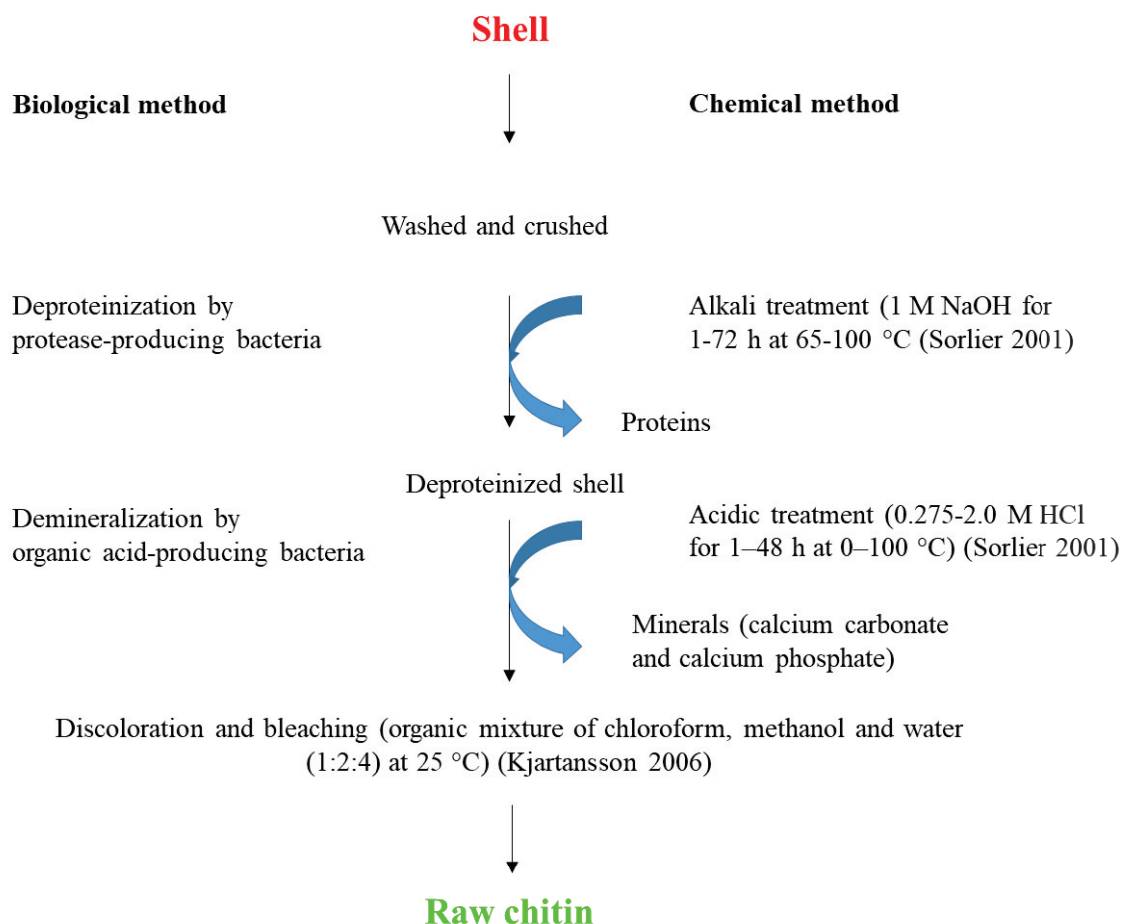 Shell
Biological method
Chemical method
Washed and crushed
Deproteinization by
protease-producing bacteria
Alkali treatment (1 M NaOH for
1-72 h at 65-100 °C (Sorlier 2001)
Proteins
Deproteinized shell
Demineralization by
organic acid-producing bacteria
Acidic treatment (0.275-2.0 M HCl
for 1–48 h at 0–100 °C) (Sorlier 2001)
Minerals (calcium carbonate
and calcium phosphate)
Discoloration and bleaching (organic mixture of chloroform, methanol and water
(1:2:4) at 25 °C) (Kjartansson 2006)
Raw chitin